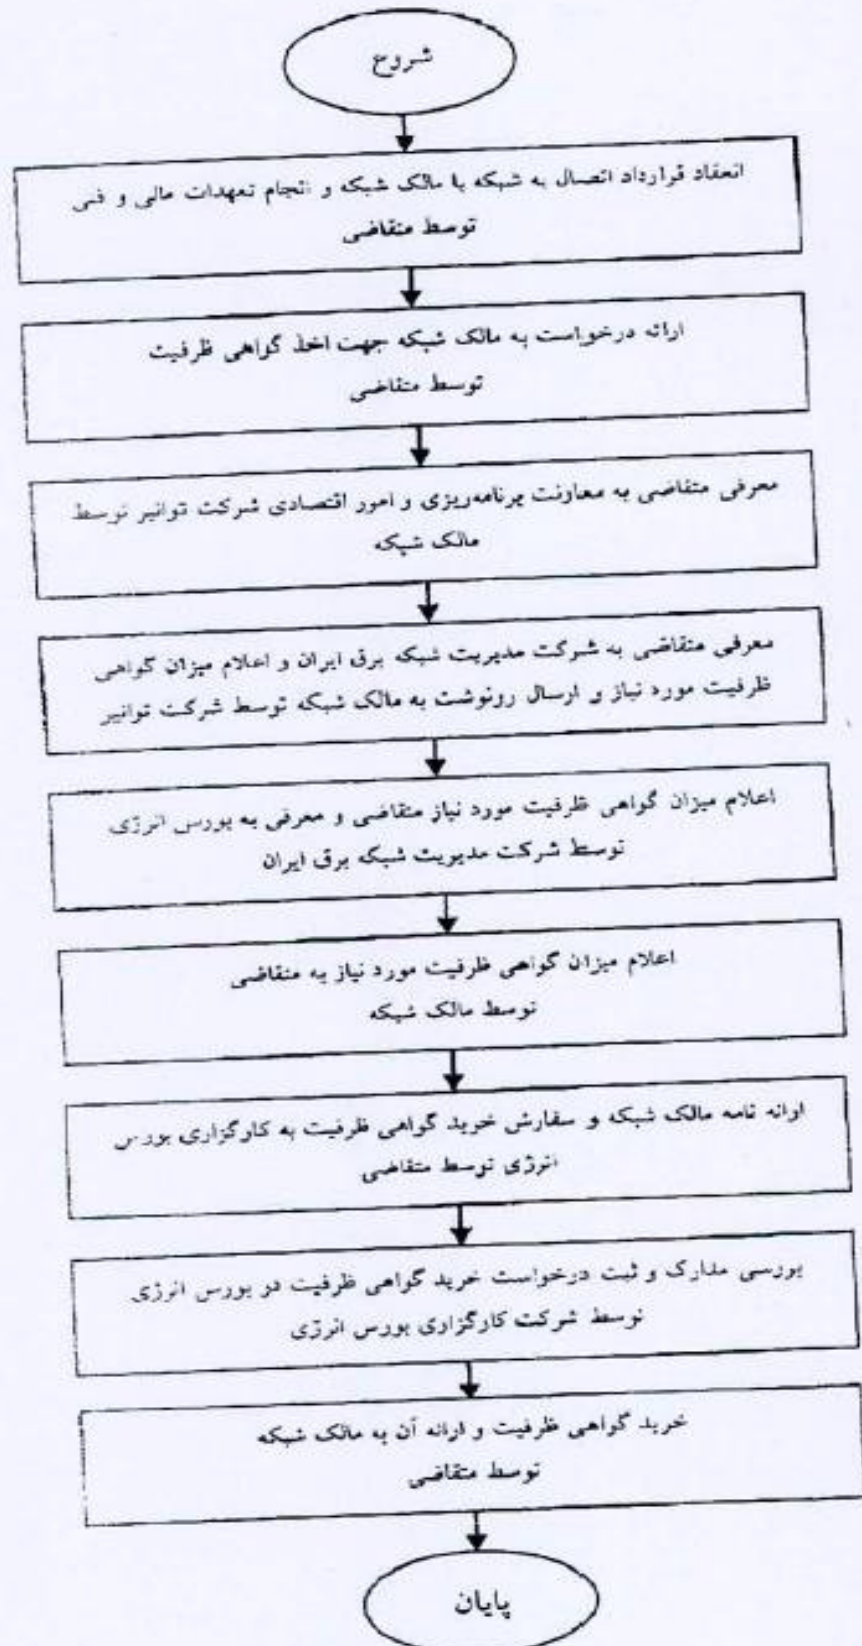 شروع
انعقاد قرارداد اتصال به شبکه با مالک شبکه و انجام تعهدات مالی و فنی
توسط متقاضی
ارائه درخواست به مالک شبکه جهت اخذ گواهی ظرفیت
توسط متقاضی
معرفی متقاضی به معاونت برنامه‌ریزی و امور اقتصادی شرکت توانیر توسط
مالک شبکه
معرفی متقاضی به شرکت مدیریت شبکه برق ایران و اعلام میزان گواهی
ظرفیت مورد نیاز و ارسال رونوشت به مالک شبکه توسط شرکت توانیر
اعلام میزان گواهی ظرفیت مورد نیاز متقاضی و معرفی به بورس انرژی
توسط شرکت مدیریت شبکه برق ایران
اعلام میزان گواهی ظرفیت مورد نیاز به متقاضی
توسط مالک شبکه
ارائه نامه مالک شبکه و سفارش خرید گواهی ظرفیت به کارگزاری بورس
انرژی توسط متقاضی
بررسی مدارک و ثبت درخواست خرید گواهی ظرفیت در بورس انرژی
توسط شرکت کارگزاری بورس انرژی
خرید گواهی ظرفیت و ارائه آن به مالک شبکه
توسط متقاضی
پایان